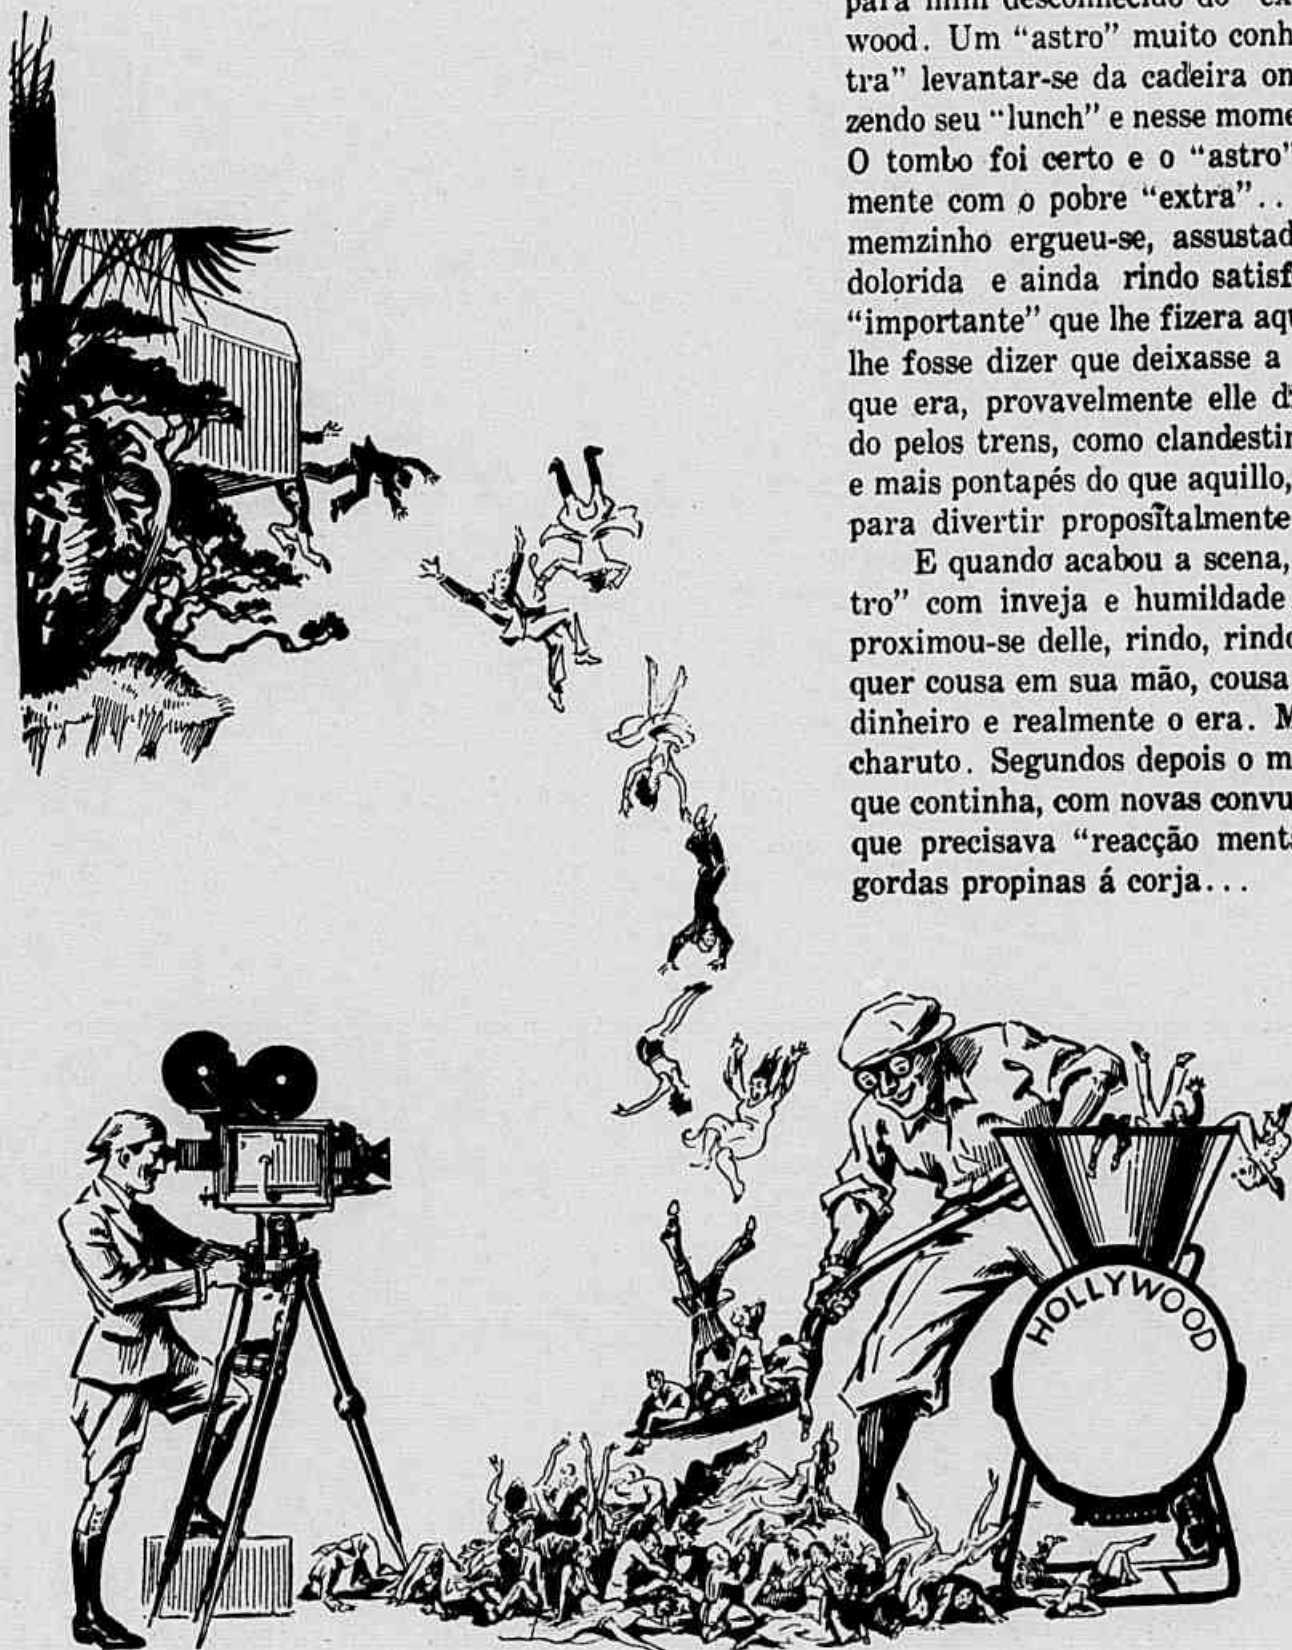 para mim desconhecido do "ex
wood. Um "astro" muito conh
tra" levantar-se da cadeira on
zendo seu "lunch" e nesse mome
O tombo foi certo e o "astro"
mente com o pobre "extra"..
memzinho ergueu-se, assustad
dolorida e ainda rindo satisf
"importante" que lhe fizera aqu
lhe fosse dizer que deixasse a
que era, provavelmente elle d
do pelos trens, como clandestin
e mais pontapés do que aquillo,
para divertir propositalmente
E quando acabou a scena,
tro" com inveja e humildade
proximou-se delle, rindo, rindo
quer cousa em sua mão, cousa
dinheiro e realmente o era. M
charuto. Segundos depois o m
que continha, com novas convu
que precisava "reacção menta
gordas propinas á corja...
HOLLYWOOD